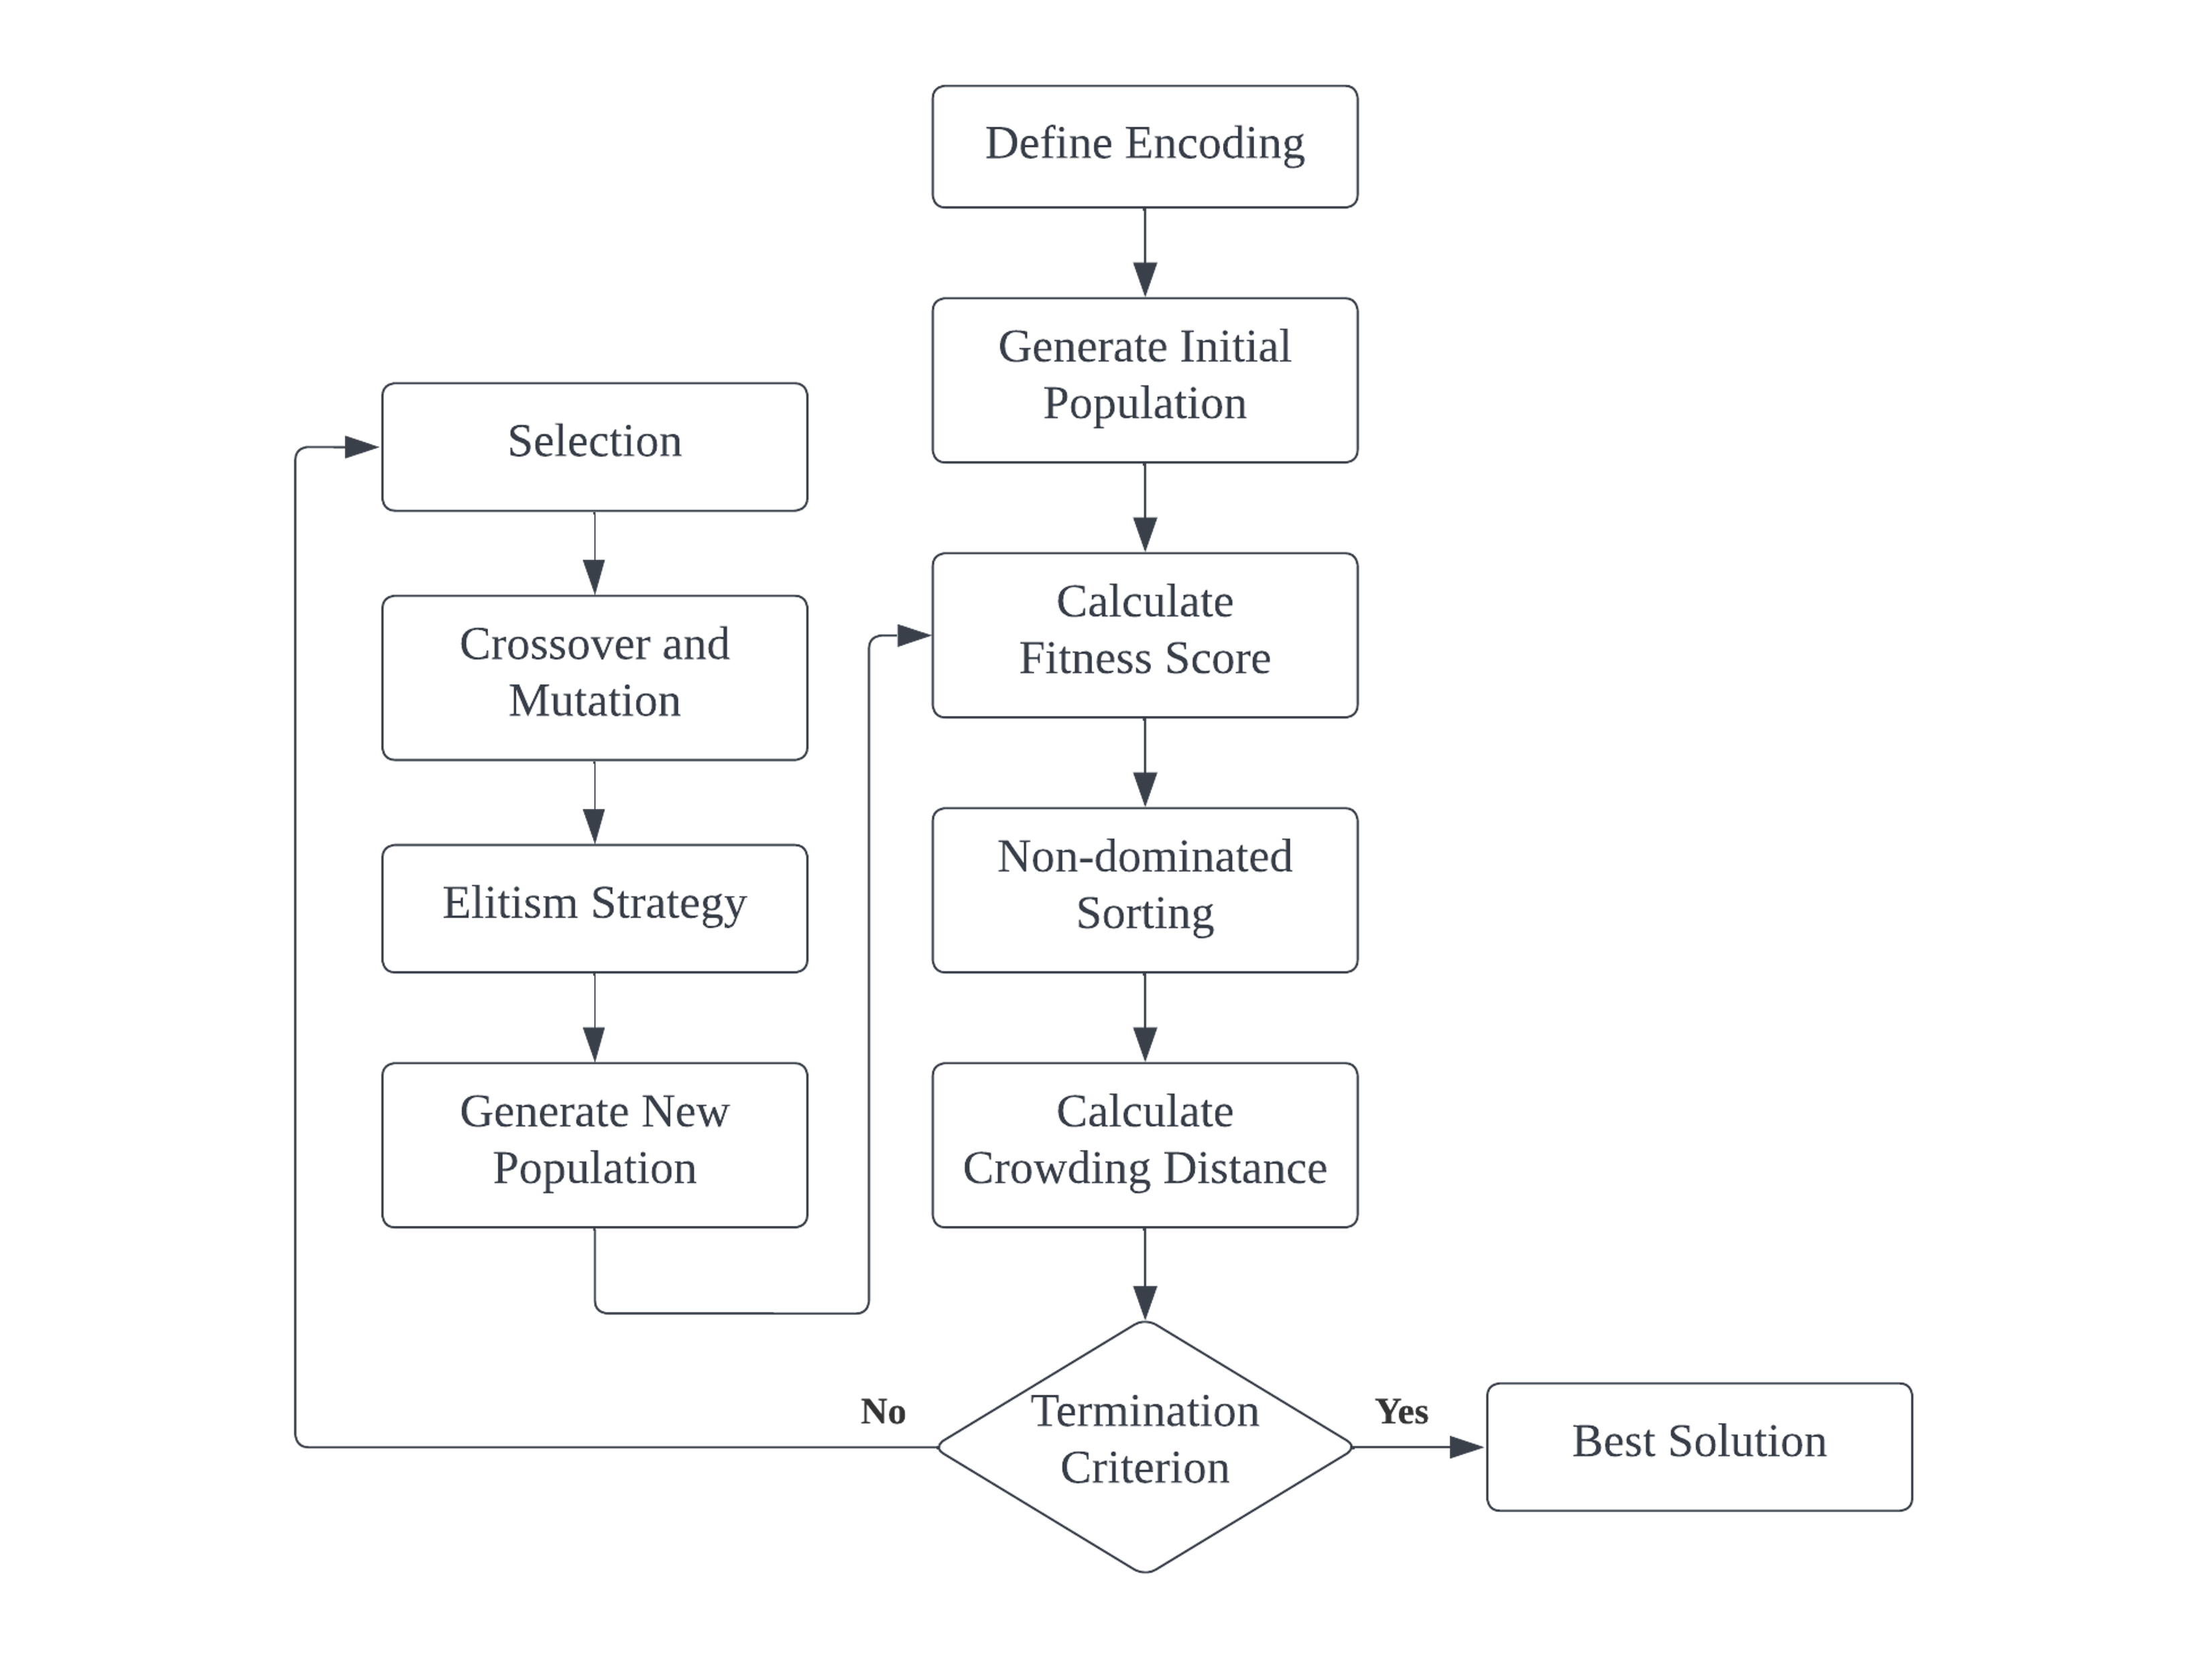 Define Encoding
Generate Initial
Population
Calculate
Fitness Score
Non-dominated
Sorting
Calculate
Crowding Distance
Termination
Criterion
No
Yes
Best Solution
Selection
Crossover and
Mutation
Elitism Strategy
Generate New
Population